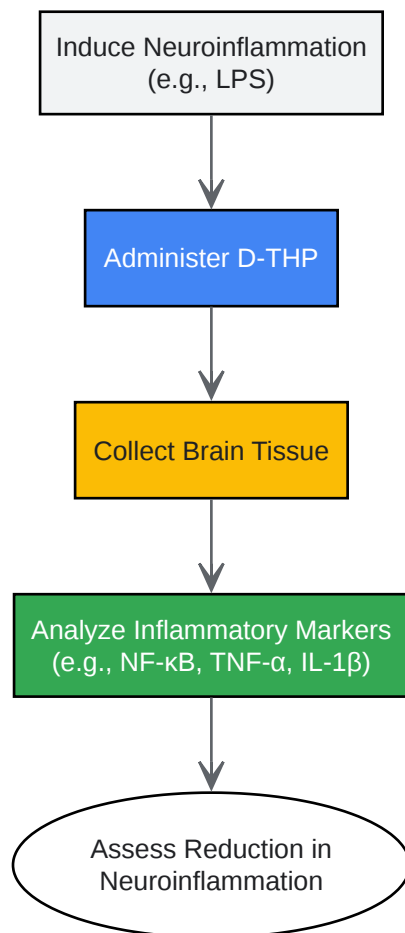 Induce Neuroinflammation
(e.g., LPS)
Administer D-THP
Collect Brain Tissue
Analyze Inflammatory Markers
(e.g., NF-κB, TNF-α, IL-1β)
Assess Reduction in
Neuroinflammation